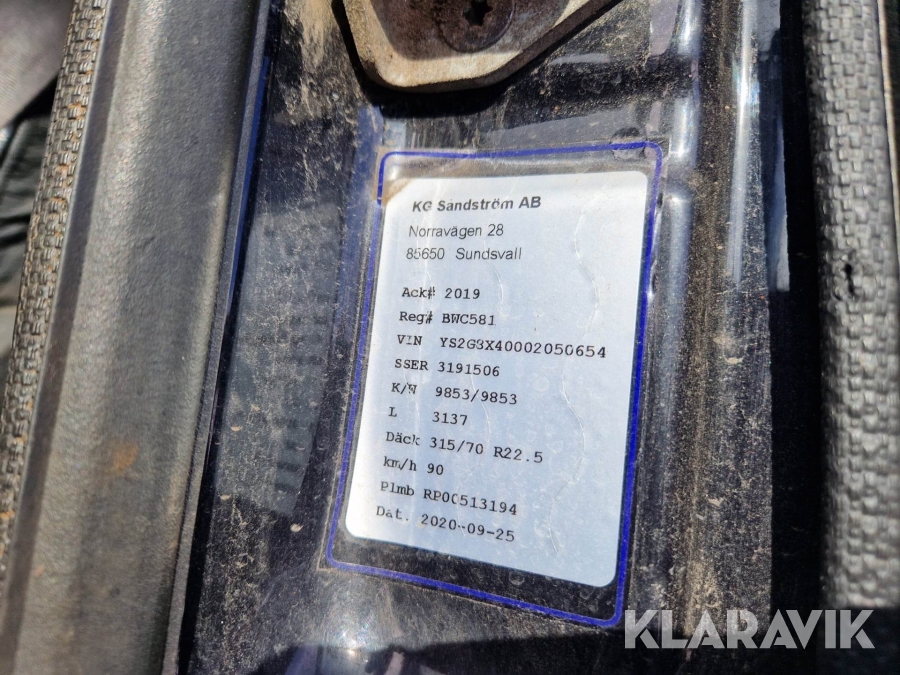 KG Sandström AB
Norravägen 28
85650 Sundsvall
Ack# 2019
Reg# BWC581
VIN YS2G8X40002050654
SSER 3191506
K/W 9853/9853
L 3137
Däck 315/70 R22.5
km/h 90
Plmb RP00513194
Dat. 2020-09-25
KLARAVIK